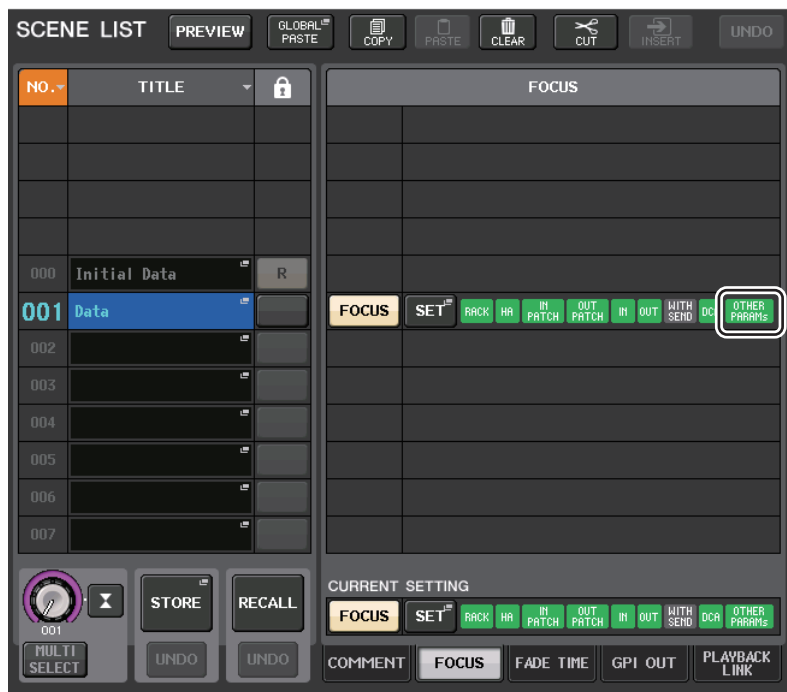 SCENE LIST PREVIEW GLOBAL PASTE COPY PASTE CLEAR CUT INSERT UNDO
NO. TITLE FOCUS
000 Initial Data R
001 Data FOCUS SET RACK HA IN PATCH OUT PATCH IN OUT WITH SEND DC OTHER PARAMs
002
003
004
005
006
007
CURRENT SETTING
001 STORE RECALL FOCUS SET RACK HA IN PATCH OUT PATCH IN OUT WITH SEND DCA OTHER PARAMs
MULTI SELECT UNDO UNDO COMMENT FOCUS FADE TIME GPI OUT PLAYBACK LINK